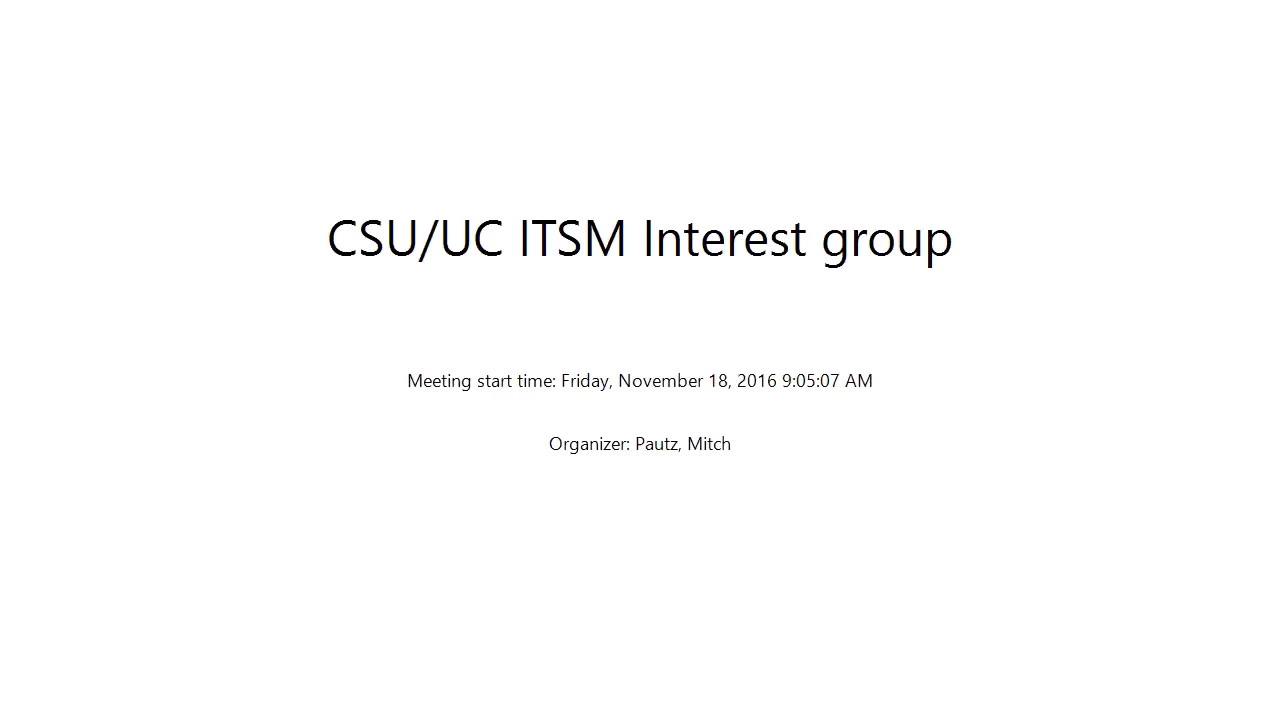 CSU/UC ITSM Interest group
Meeting start time: Friday, November 18, 2016 9:05:07 AM
Organizer: Pautz, Mitch